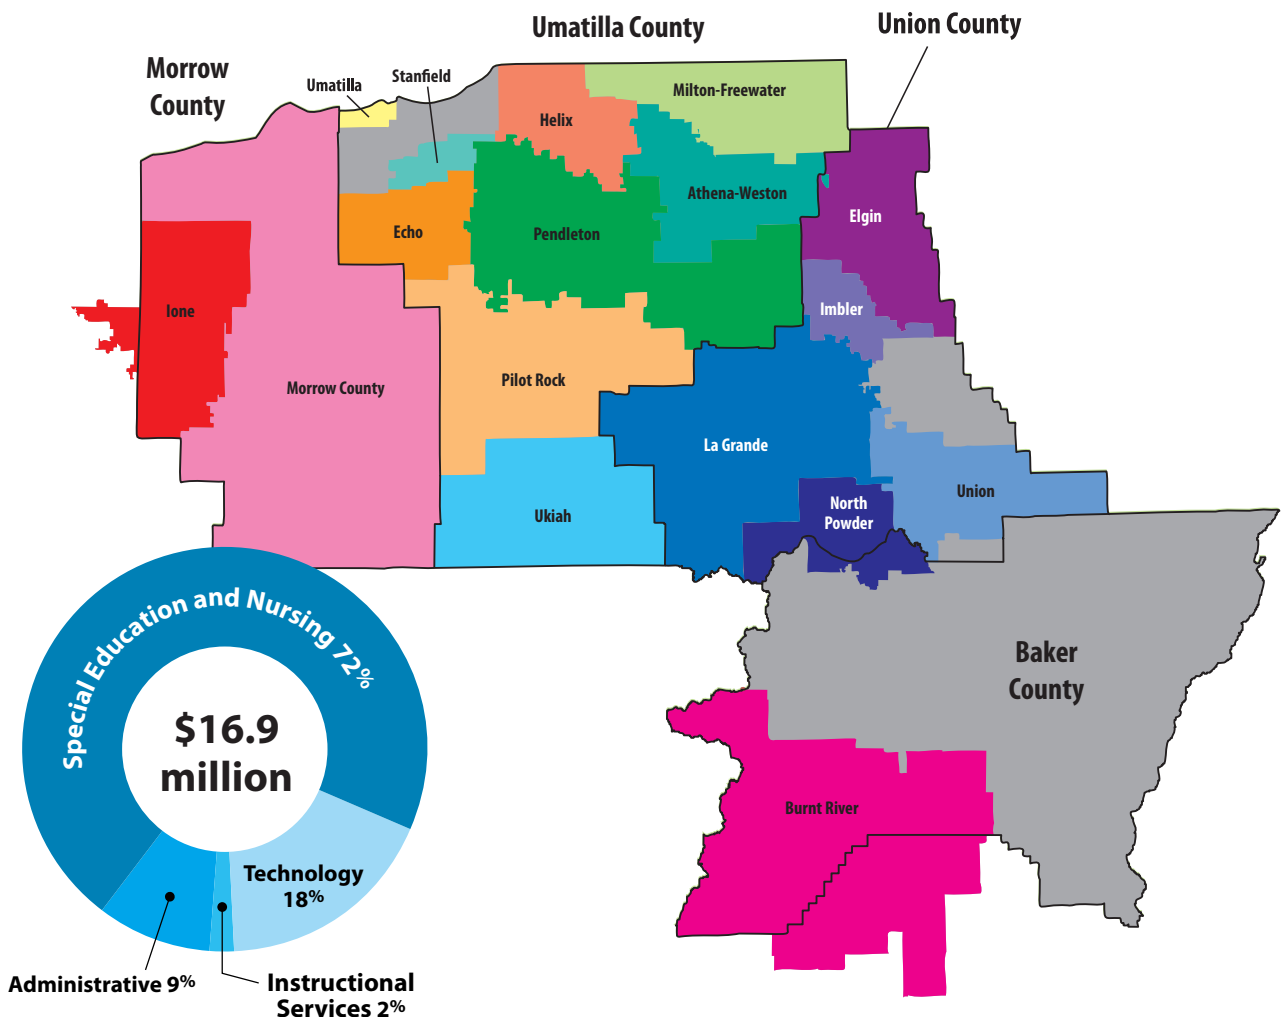 Umatilla County
Union County
Morrow
County
Umatilla
Stanfield
Helix
Milton-Freewater
Athena-Weston
Elgin
Echo
Pendleton
Ione
Imbler
Morrow County
Pilot Rock
La Grande
Union
North
Powder
Ukiah
Baker
County
Burnt River
Special Education and Nursing 72%
$16.9
million
Technology
18%
Administrative 9%
Instructional
Services 2%